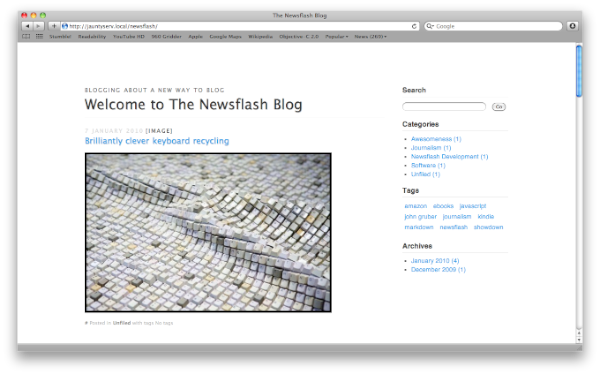 The Newsflash Blog
http://jauntyserv.local/newsflash/
Google
Stumble! Readability YouTube HD 960 Gridder Apple Google Maps Wikipedia Objective-C 2.0 Popular News (265)
BLOGGING ABOUT A NEW WAY TO BLOG
Welcome to The Newsflash Blog
7 JANUARY 2010 [IMAGE]
Brilliantly clever keyboard recycling
# Posted in Unfiled with tags No tags
Search
Go
Categories
Awesomeness (1)
Journalism (1)
Newsflash Development (1)
Software (1)
Unfiled (1)
Tags
amazon ebooks javascript
john gruber journalism kindle
markdown newsflash showdown
Archives
January 2010 (4)
December 2009 (1)